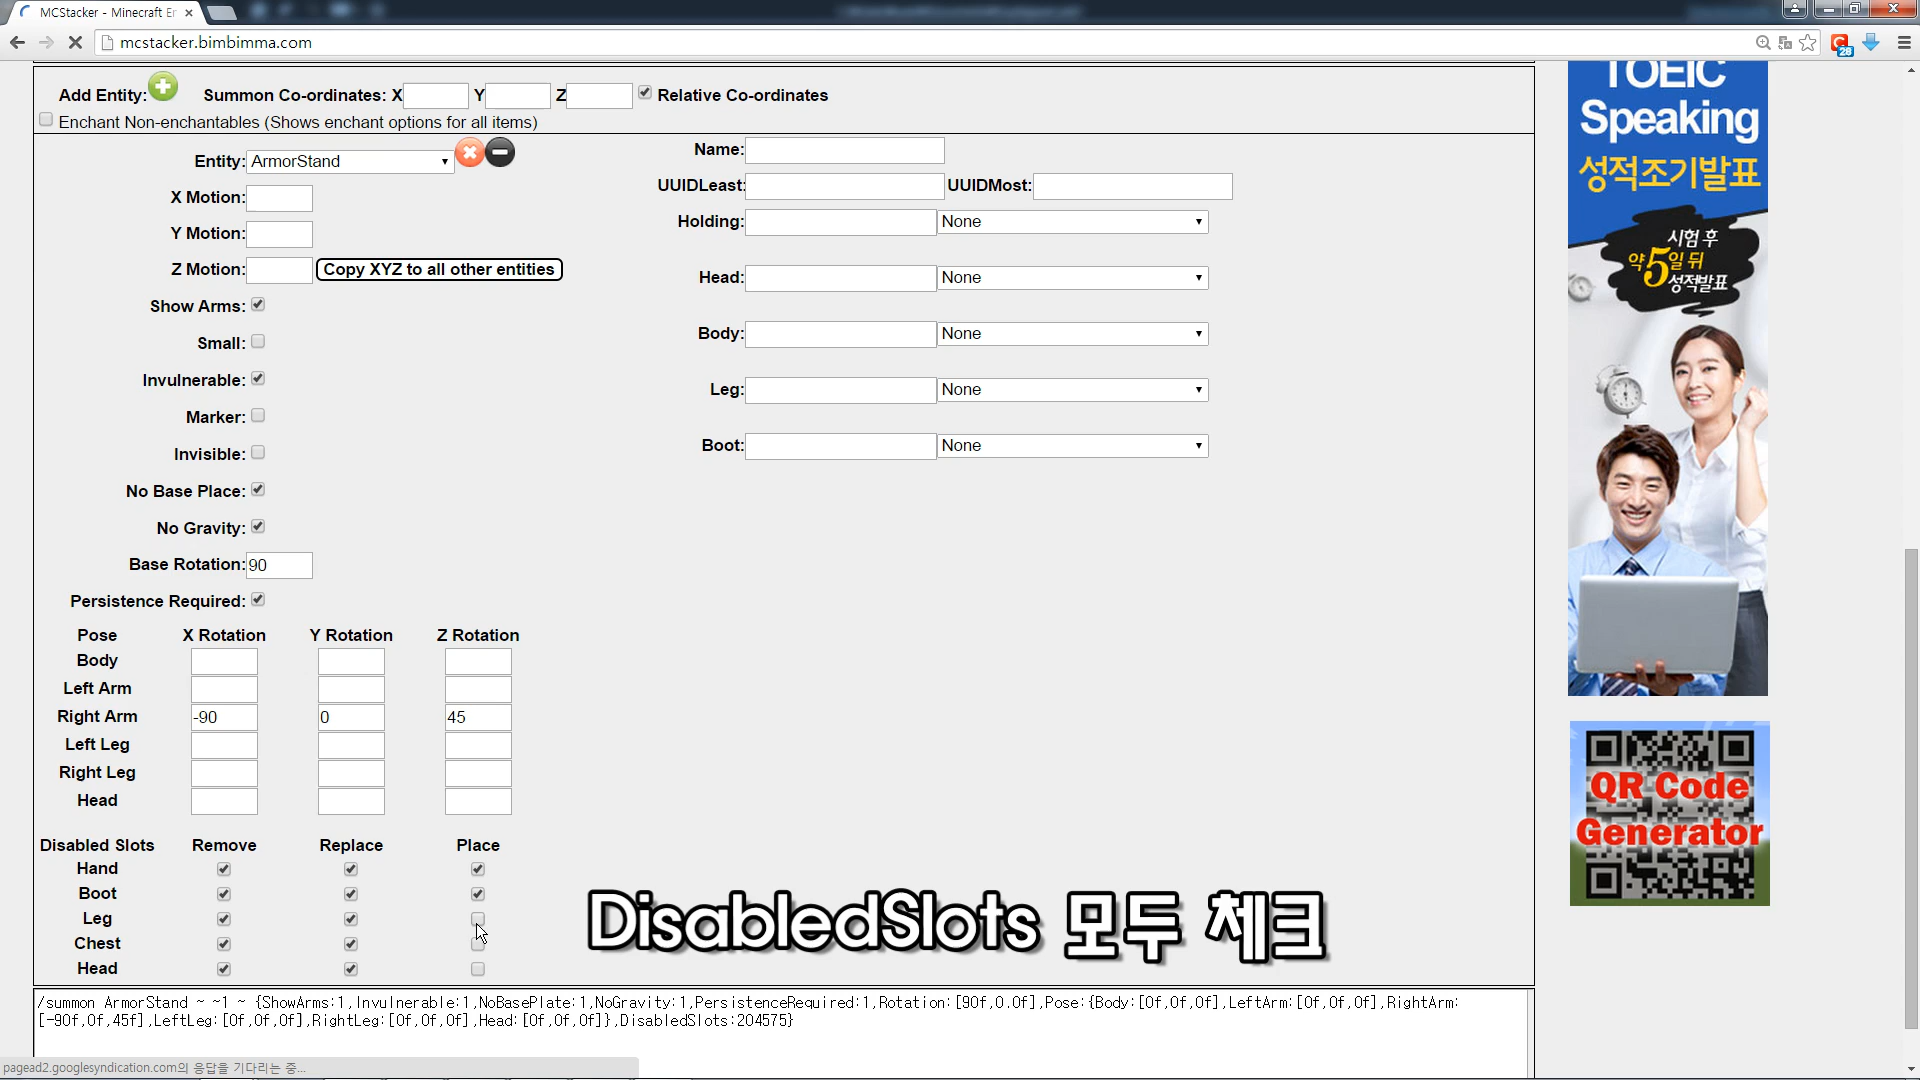 MCStacker - Minecraft Er
mcstacker.bimbimma.com
28
Add Entity: Summon Co-ordinates: X Y Z Relative Co-ordinates
Enchant Non-enchantables (Shows enchant options for all items)
Entity: ArmorStand
X Motion:
Y Motion:
Z Motion: Copy XYZ to all other entities
Show Arms:
Small:
Invulnerable:
Marker:
Invisible:
No Base Place:
No Gravity:
Base Rotation: 90
Persistence Required:
Name:
UUIDLeast: UUIDMost:
Holding: None
Head: None
Body: None
Leg: None
Boot: None
Pose X Rotation Y Rotation Z Rotation
Body
Left Arm
Right Arm -90 0 45
Left Leg
Right Leg
Head
Disabled Slots Remove Replace Place
Hand
Boot
Leg
Chest
Head
DisabledSlots 모두 체크
/summon ArmorStand ~ ~1 ~ {ShowArms:1,Invulnerable:1,NoBasePlate:1,NoGravity:1,PersistenceRequired:1,Rotation:[90f,0.0f],Pose:{Body:[0f,0f,0f],LeftArm:[0f,0f,0f],RightArm:
[-90f,0f,45f],LeftLeg:[0f,0f,0f],RightLeg:[0f,0f,0f],Head:[0f,0f,0f]},DisabledSlots:204575}
pagead2.googlesyndication.com의 응답을 기다리는 중...
TOEIC
Speaking
성적조기발표
시험 후
약5일 뒤
성적발표
QR Code
Generator